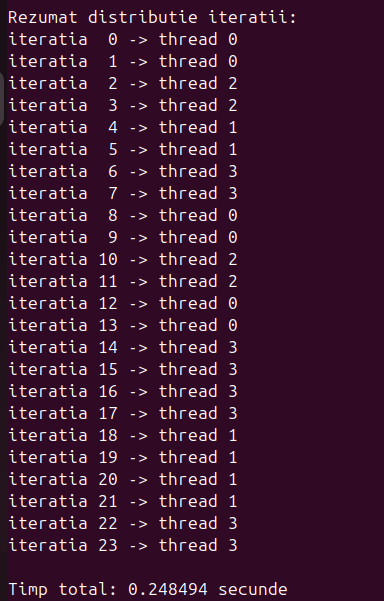 Rezumat distributie iteratii:
iteratia  0 -> thread 0
iteratia  1 -> thread 0
iteratia  2 -> thread 2
iteratia  3 -> thread 2
iteratia  4 -> thread 1
iteratia  5 -> thread 1
iteratia  6 -> thread 3
iteratia  7 -> thread 3
iteratia  8 -> thread 0
iteratia  9 -> thread 0
iteratia 10 -> thread 2
iteratia 11 -> thread 2
iteratia 12 -> thread 0
iteratia 13 -> thread 0
iteratia 14 -> thread 3
iteratia 15 -> thread 3
iteratia 16 -> thread 3
iteratia 17 -> thread 3
iteratia 18 -> thread 1
iteratia 19 -> thread 1
iteratia 20 -> thread 1
iteratia 21 -> thread 1
iteratia 22 -> thread 3
iteratia 23 -> thread 3
Timp total: 0.248494 secunde